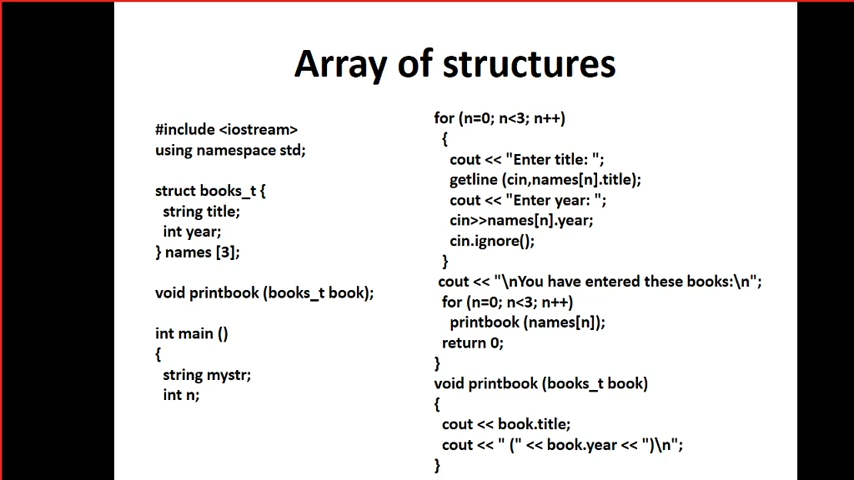 Array of structures
#include <iostream>
using namespace std;
struct books_t {
string title;
int year;
} names [3];
void printbook (books_t book);
int main ()
{
string mystr;
int n;
for (n=0; n<3; n++)
{
cout << "Enter title: ";
getline (cin,names[n].title);
cout << "Enter year: ";
cin>>names[n].year;
cin.ignore();
}
cout << "\nYou have entered these books:\n";
for (n=0; n<3; n++)
printbook (names[n]);
return 0;
}
void printbook (books_t book)
{
cout << book.title;
cout << " (" << book.year << ")\n";
}